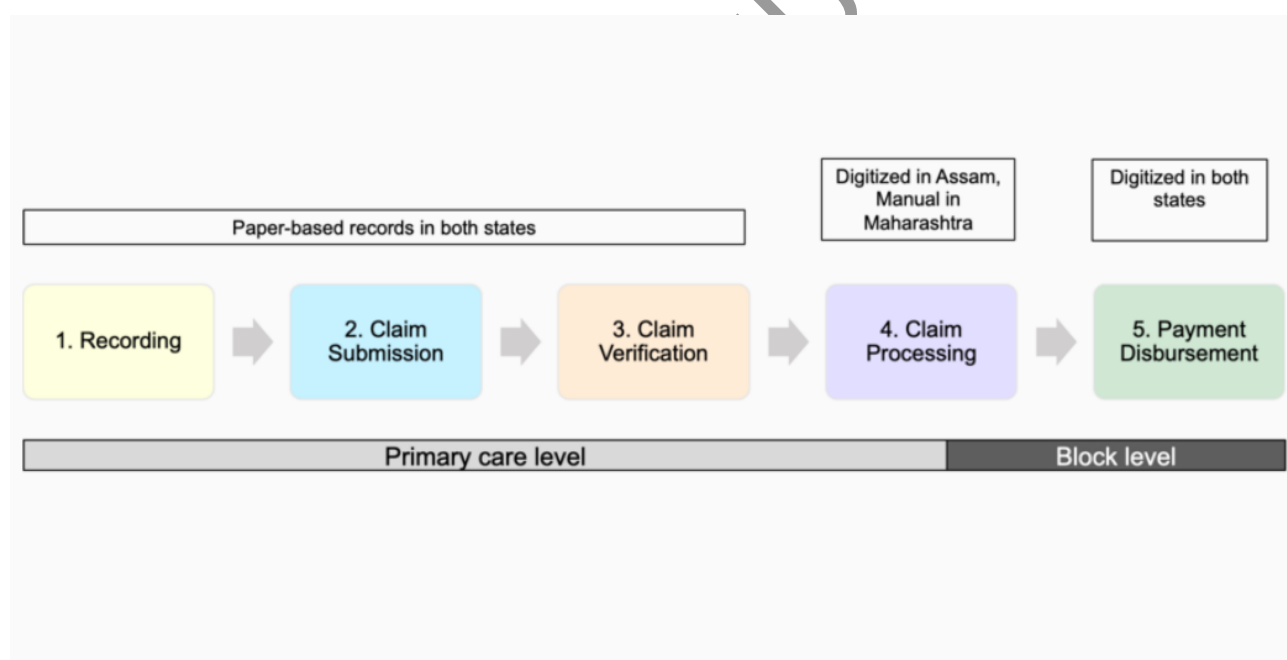 Digitized in Assam,
Manual in
Maharashtra
Digitized in both
states
Paper-based records in both states
1. Recording
2. Claim
Submission
3. Claim
Verification
4. Claim
Processing
5. Payment
Disbursement
Primary care level
Block level